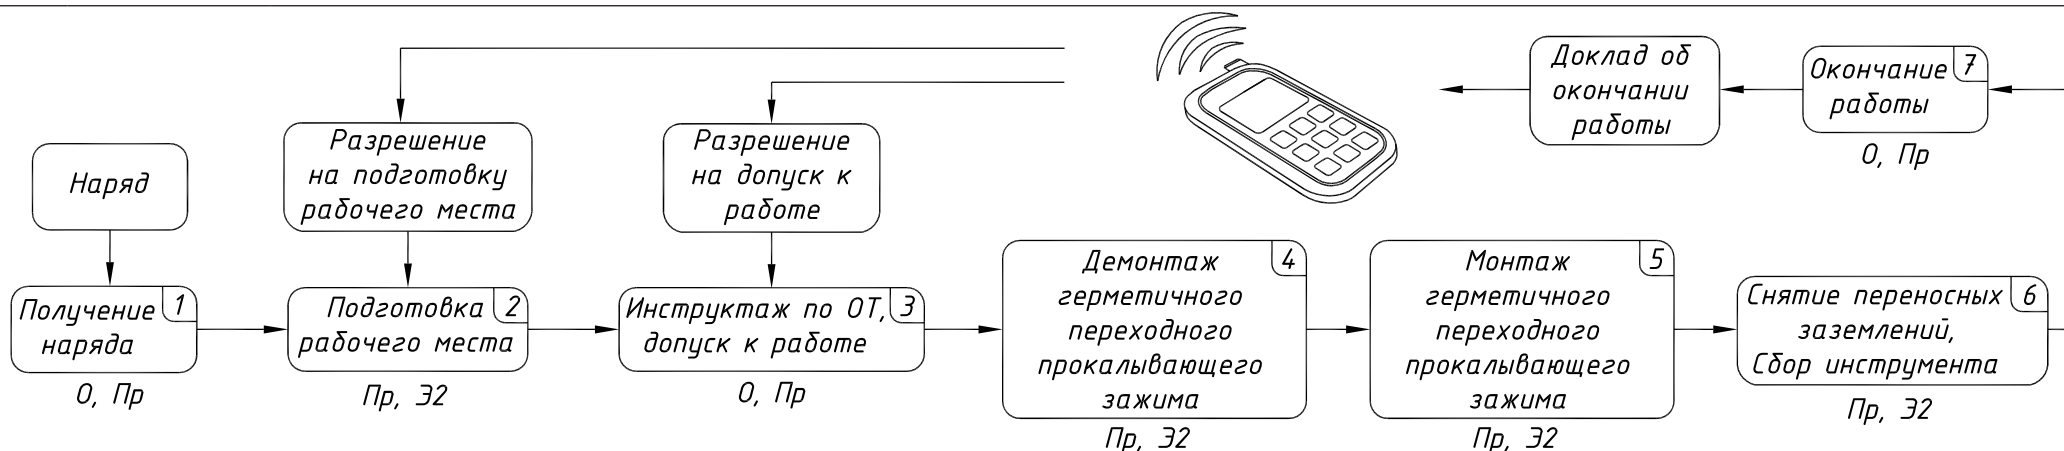 Наряд
Получение
наряда
1
О, Пр
Разрешение
на подготовку
рабочего места
Подготовка
рабочего места
2
Пр, Э2
Разрешение
на допуск к
работе
Инструктаж по ОТ,
допуск к работе
3
О, Пр
Демонтаж
герметичного
переходного
прокалывающего
зажима
4
Пр, Э2
Монтаж
герметичного
переходного
прокалывающего
зажима
5
Пр, Э2
Снятие переносных
заземлений,
Сбор инструмента
6
Пр, Э2
Окончание
работы
7
О, Пр
Доклад об
окончании
работы